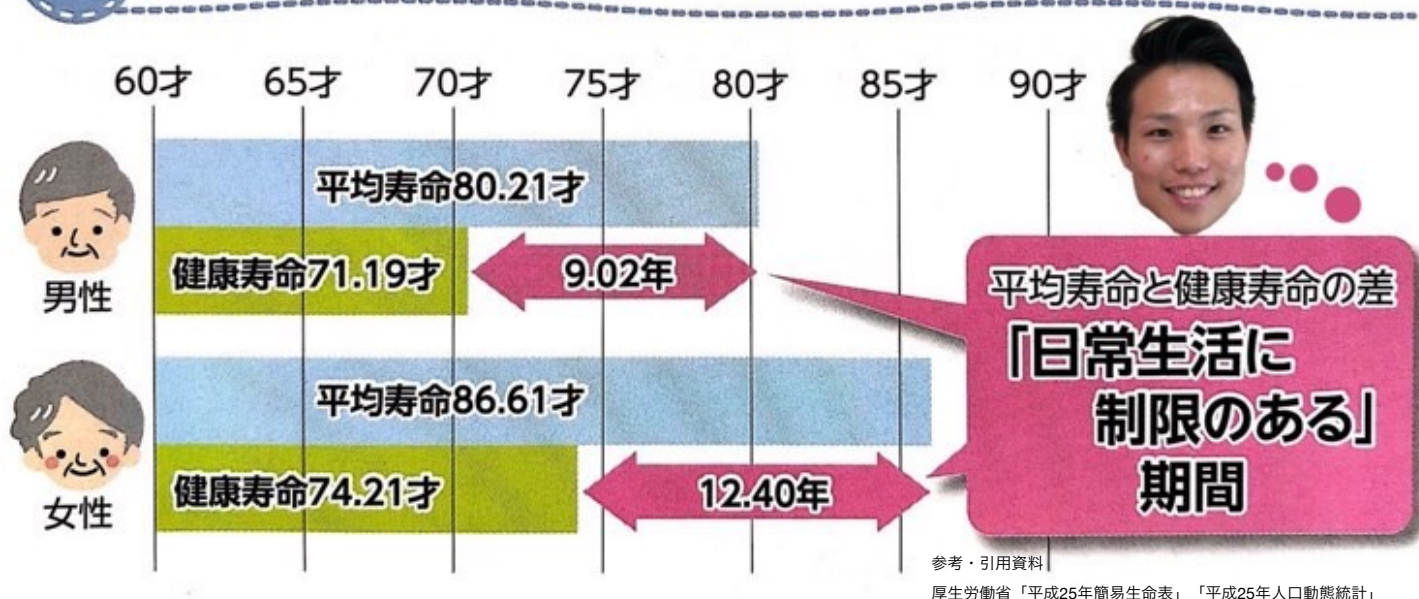 60才 65才 70才 75才 80才 85才 90才
平均寿命80.21才
健康寿命71.19才
9.02年
男性
平均寿命86.61才
健康寿命74.21才
12.40年
女性
平均寿命と健康寿命の差
「日常生活に
制限のある」
期間
参考・引用資料
厚生労働省「平成25年簡易生命表」「平成25年人口動態統計」